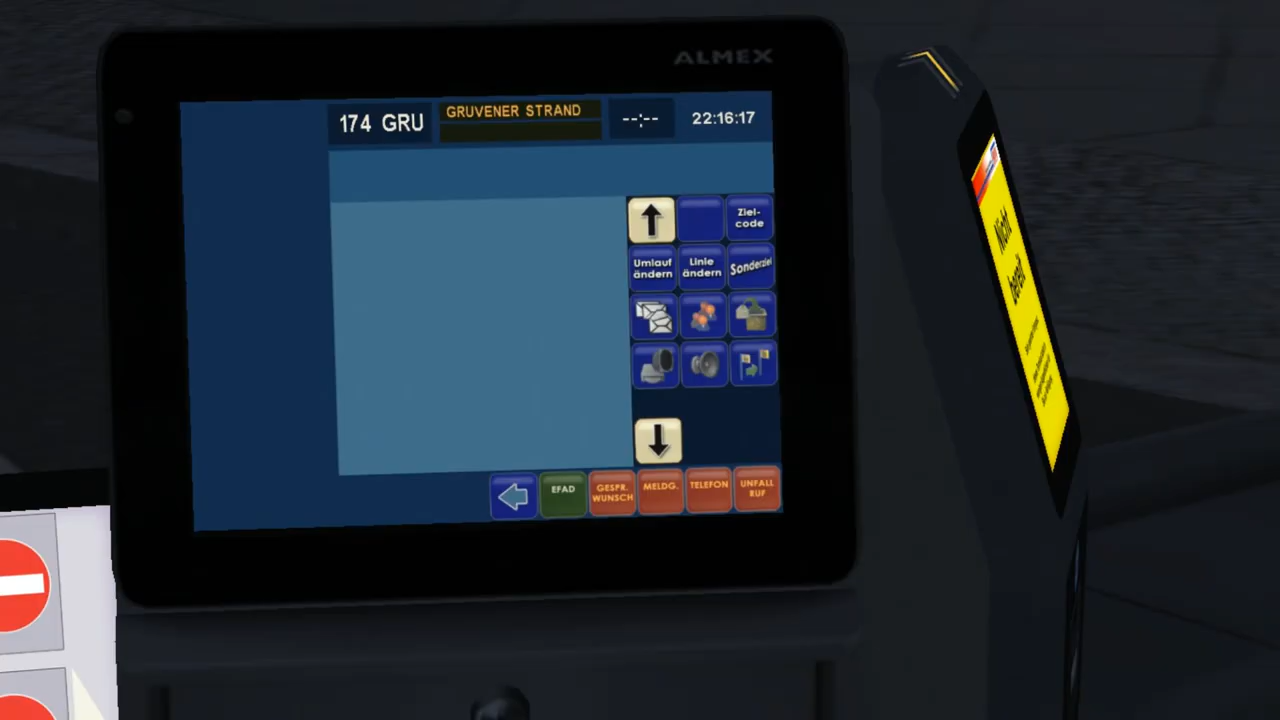 ALMEX
174 GRU
GRUVENER STRAND
--:--
22:16:17
Ziel-
code
Umlauf
ändern
Linie
ändern
Sonderziel
EFAD
GESPR.
WUNSCH
MELDG.
TELEFON
UNFALL
RUF
Nicht
bereit